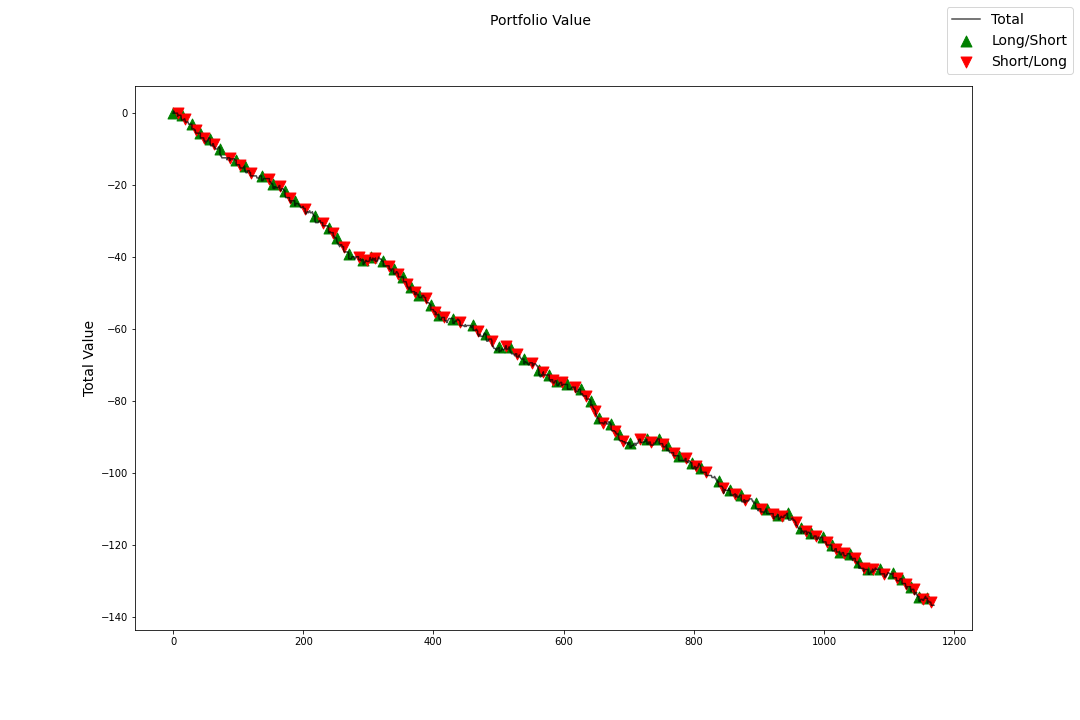 Portfolio Value
Total
Long/Short
Short/Long
Total Value
0
−20
−40
−60
−80
−100
−120
−140
0 200 400 600 800 1000 1200